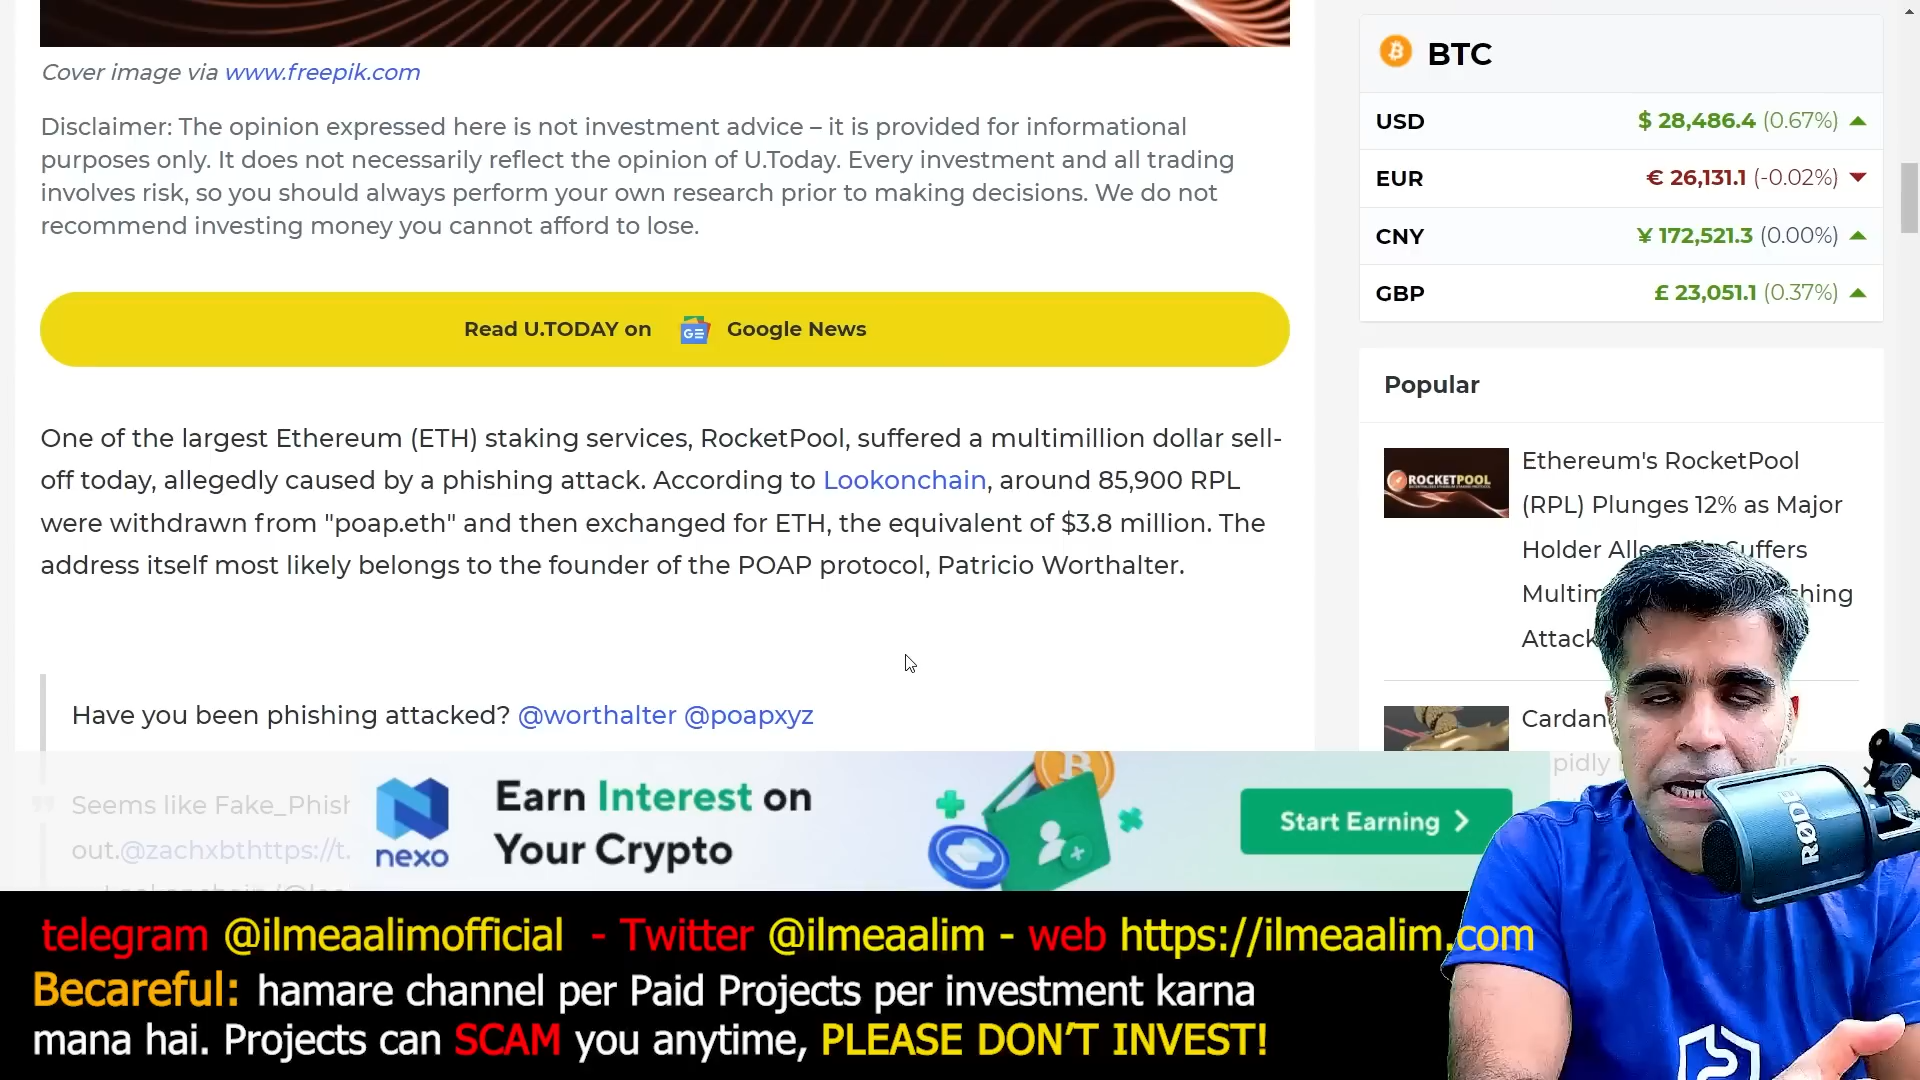 Cover image via www.freepik.com
Disclaimer: The opinion expressed here is not investment advice – it is provided for informational
purposes only. It does not necessarily reflect the opinion of U.Today. Every investment and all trading
involves risk, so you should always perform your own research prior to making decisions. We do not
recommend investing money you cannot afford to lose.
Read U.TODAY on GE Google News
One of the largest Ethereum (ETH) staking services, RocketPool, suffered a multimillion dollar sell-
off today, allegedly caused by a phishing attack. According to Lookonchain, around 85,900 RPL
were withdrawn from "poap.eth" and then exchanged for ETH, the equivalent of $3.8 million. The
address itself most likely belongs to the founder of the POAP protocol, Patricio Worthalter.
Have you been phishing attacked? @worthalter @poapxyz
Seems like Fake_Phish
out.@zachxbthttps://t.
nexo
Earn Interest on
Your Crypto
Start Earning
BTC
USD $ 28,486.4 (0.67%)
EUR € 26,131.1 (-0.02%)
CNY ¥ 172,521.3 (0.00%)
GBP £ 23,051.1 (0.37%)
Popular
ROCKETPOOL
Ethereum's RocketPool
(RPL) Plunges 12% as Major
Holder Suffers
Attack
RØDE
telegram @ilmeaalimofficial - Twitter @ilmeaalim - web https://ilmeaalim.com
Becareful: hamare channel per Paid Projects per investment karna
mana hai. Projects can SCAM you anytime, PLEASE DON'T INVEST!